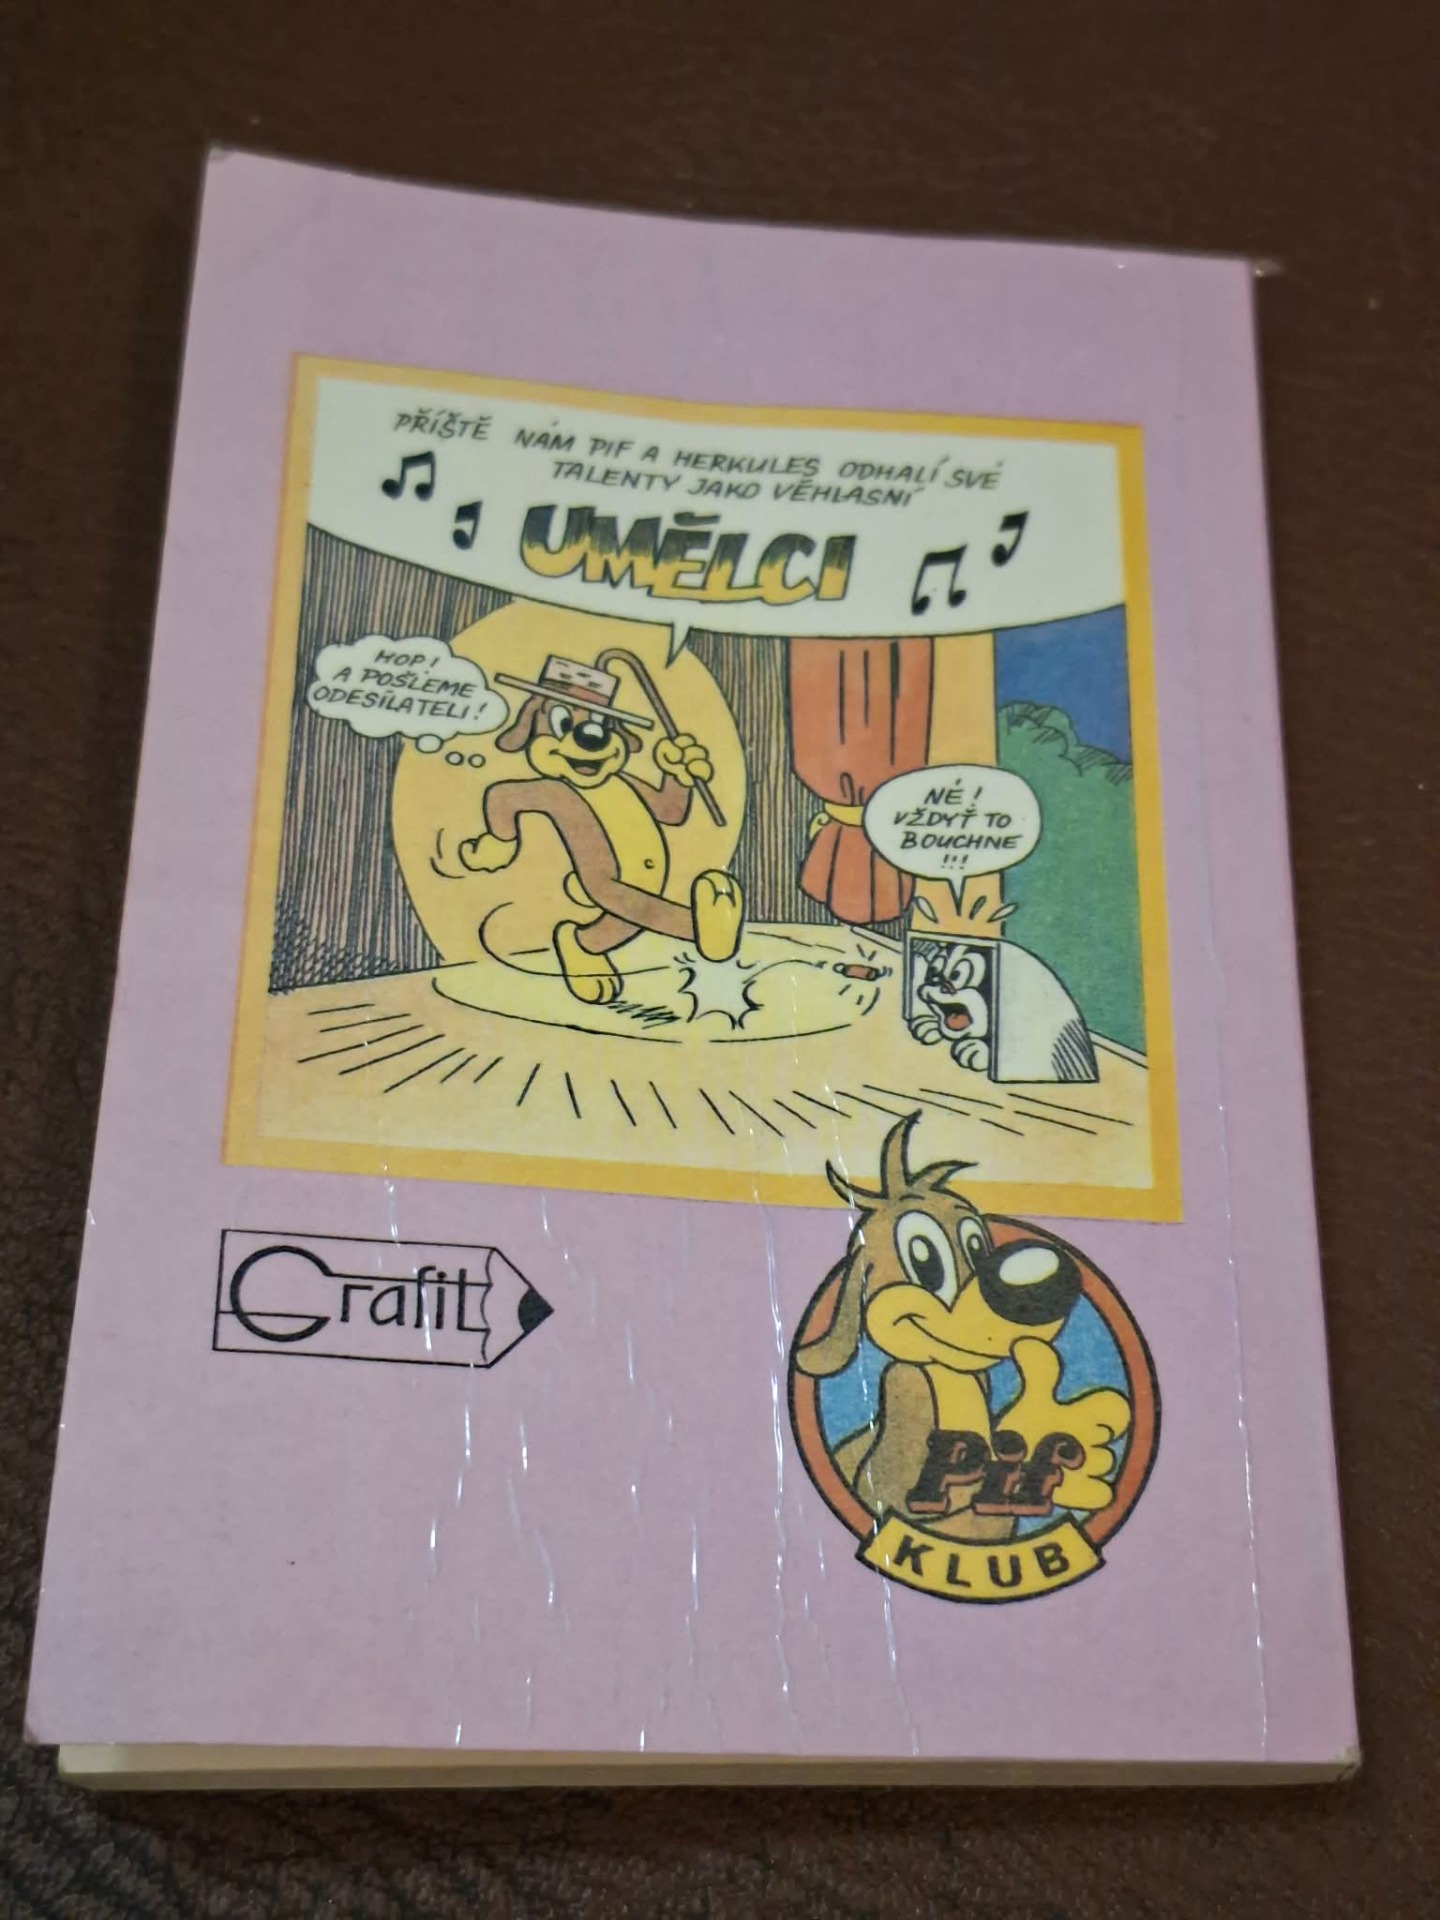 PŘÍŠTĚ NÁM PIF A HERKULES ODHALÍ SVÉ
TALENTY JAKO VĚHLASNÍ
UMĚLCI
HOP!
A POŠLEME
ODESÍLATELI!
NÉ!
VŽDYŤ TO
BOUCHNE
!!!
Grafit
Pif
KLUB